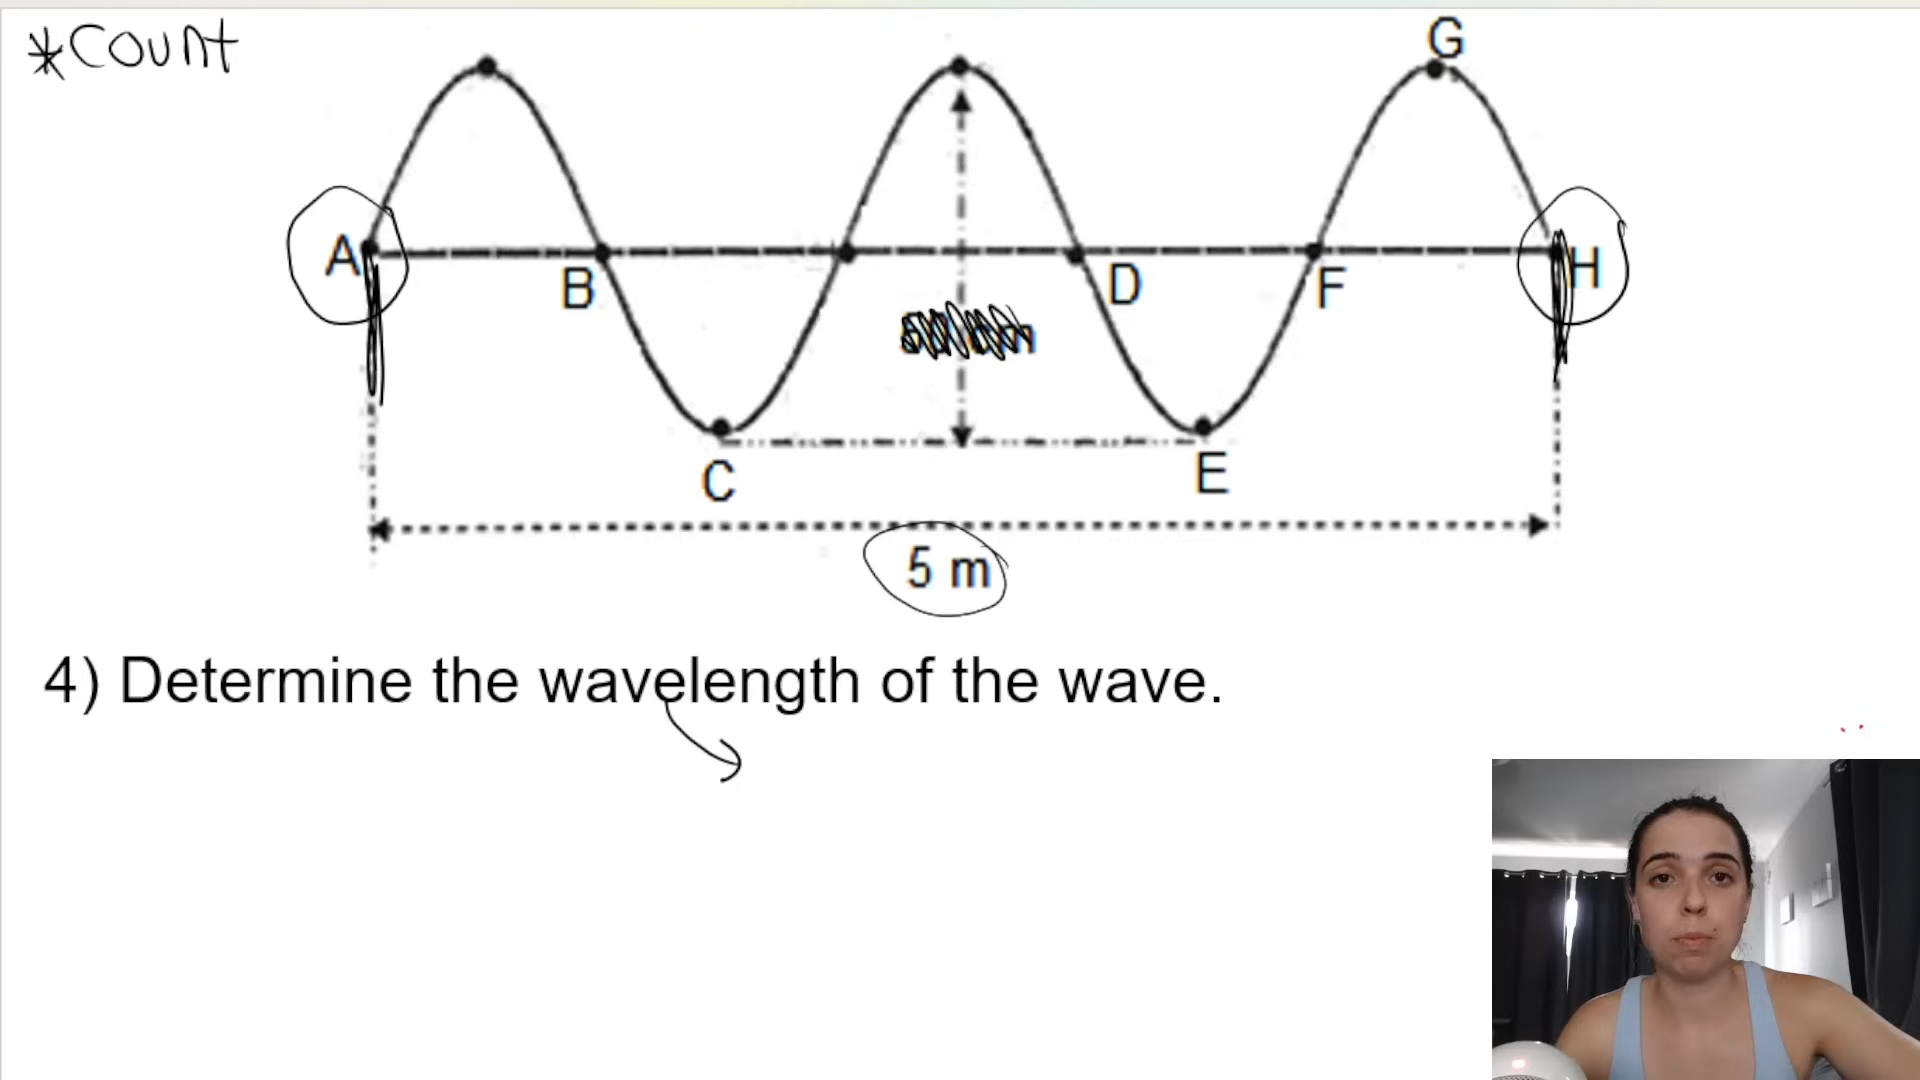 *Count
G
A
B
D
F
H
C
E
5 m
4) Determine the wavelength of the wave.